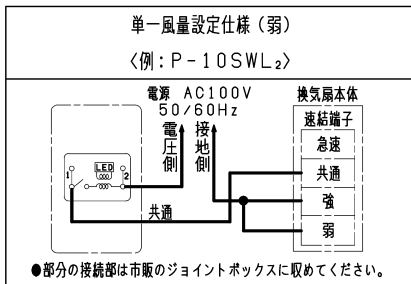 単一風量設定仕様（弱）
〈例：P-10SWL₂〉
電源 AC100V
50/60Hz
電圧側
接地側
換気扇本体
速結端子
急速
共通
強
弱
LED
1
2
共通
●部分の接続部は市販のジョイントボックスに収めてください。